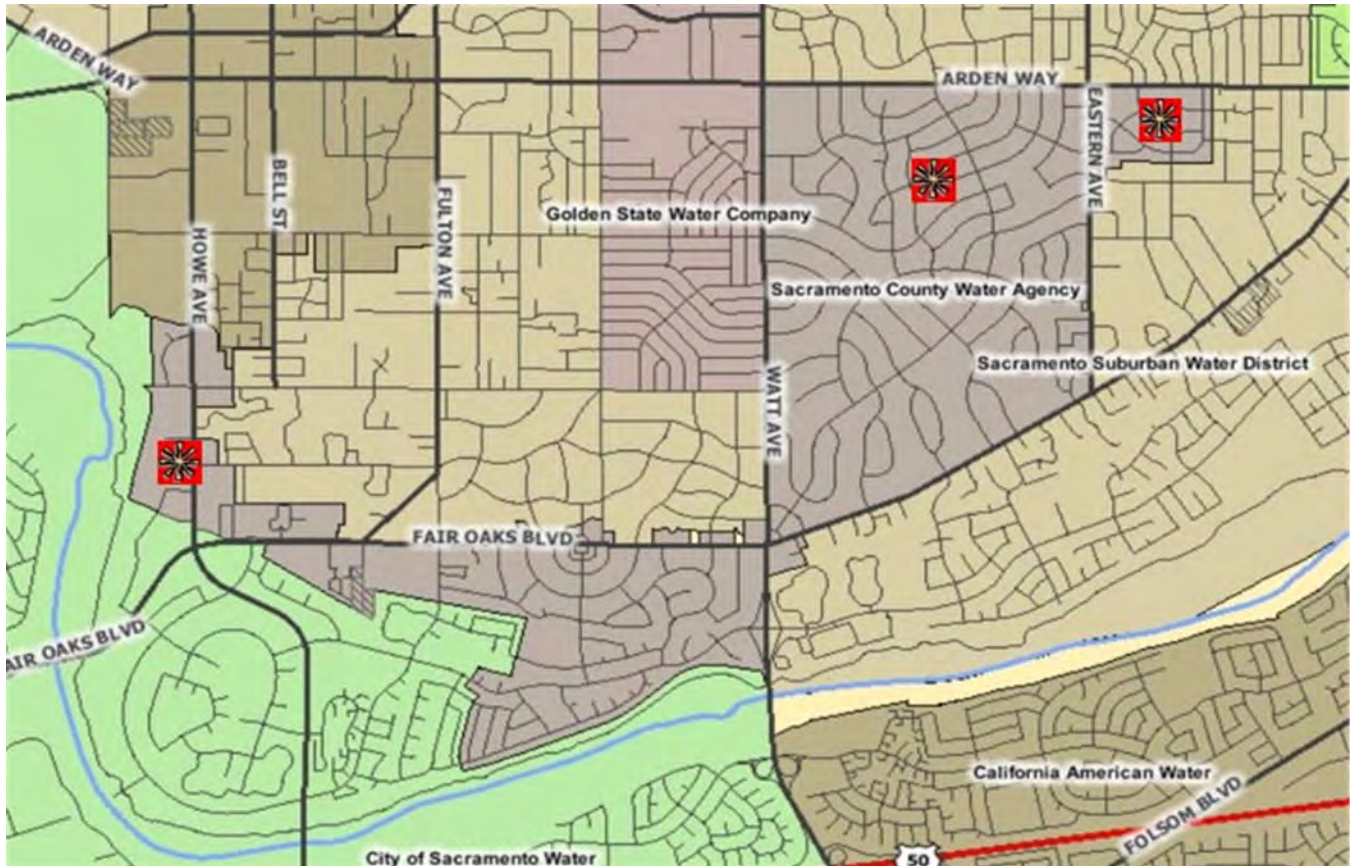 ARDEN WAY
ARDEN WAY
EASTERN AVE
BELL ST
FULTON AVE
HOWE AVE
Golden State Water Company
Sacramento County Water Agency
Sacramento Suburban Water District
WATT AVE
FAIR OAKS BLVD
AIR OAKS BLVD
California American Water
FOLSOM BLVD
City of Sacramento Water
50